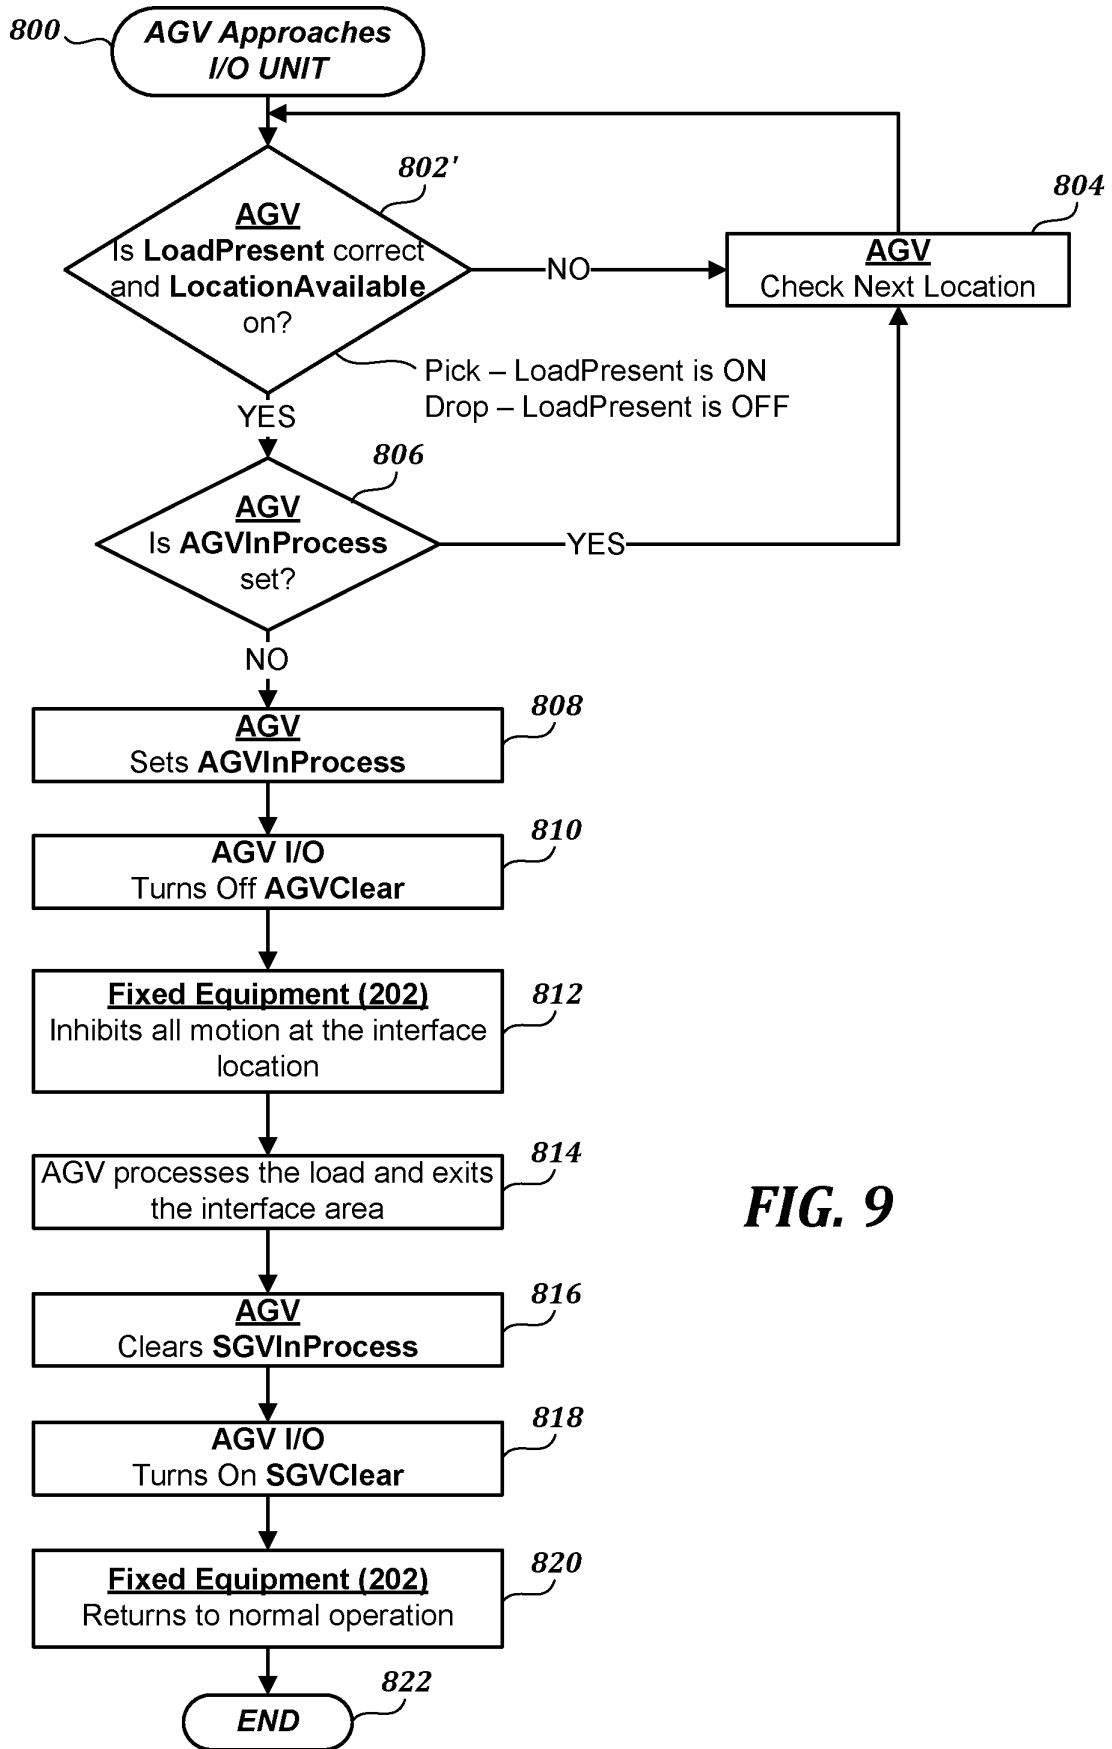 800
AGV Approaches
I/O UNIT
802'
AGV
Is LoadPresent correct
and LocationAvailable
on?
NO
804
AGV
Check Next Location
Pick – LoadPresent is ON
Drop – LoadPresent is OFF
YES
806
AGV
Is AGVInProcess
set?
YES
NO
808
AGV
Sets AGVInProcess
810
AGV I/O
Turns Off AGVClear
812
Fixed Equipment (202)
Inhibits all motion at the interface
location
814
AGV processes the load and exits
the interface area
FIG. 9
816
AGV
Clears SGVInProcess
818
AGV I/O
Turns On SGVClear
820
Fixed Equipment (202)
Returns to normal operation
822
END